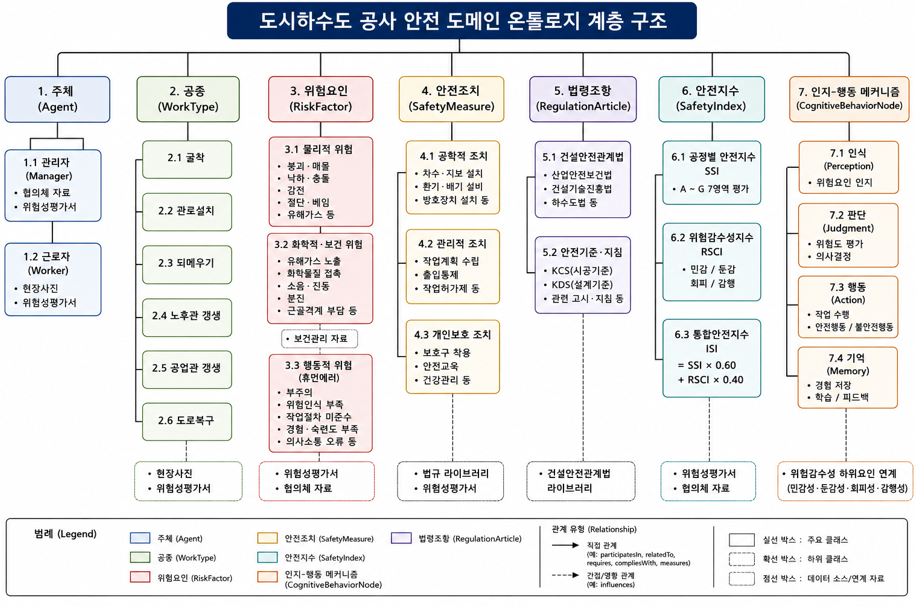 도시하수도 공사 안전 도메인 온톨로지 계층 구조
1. 주체
(Agent)
1.1 관리자
(Manager)
• 협의체 자료
• 위험성평가서
1.2 근로자
(Worker)
• 현장사진
• 위험성평가서
2. 공종
(WorkType)
2.1 굴착
2.2 관로설치
2.3 되메우기
2.4 노후관 갱생
2.5 공업관 갱생
2.6 도로복구
• 현장사진
• 위험성평가서
3. 위험요인
(RiskFactor)
3.1 물리적 위험
• 붕괴 · 매몰
• 낙하 · 충돌
• 감전
• 절단 · 베임
• 유해가스 등
3.2 화학적·보건 위험
• 유해가스 노출
• 화학물질 접촉
• 소음 · 진동
• 분진
• 근골격계 부담 등
• 보건관리 자료
3.3 행동적 위험
(휴먼에러)
• 부주의
• 위험인식 부족
• 작업절차 미준수
• 경험 · 숙련도 부족
• 의사소통 오류 등
• 위험성평가서
• 협의체 자료
4. 안전조치
(SafetyMeasure)
4.1 공학적 조치
• 차수 · 지보 설치
• 환기 · 배기 설비
• 방호장치 설치 등
4.2 관리적 조치
• 작업계획 수립
• 출입통제
• 작업허가제 등
4.3 개인보호 조치
• 보호구 착용
• 안전교육
• 건강관리 등
• 법규 라이브러리
• 위험성평가서
5. 법령조항
(RegulationArticle)
5.1 건설안전관계법
• 산업안전보건법
• 건설기술진흥법
• 하수도법 등
5.2 안전기준 · 지침
• KCS(시공기준)
• KDS(설계기준)
• 관련 고시 · 지침 등
• 건설안전관계법
라이브러리
6. 안전지수
(SafetyIndex)
6.1 공정별 안전지수
SSI
• A ~ G 7영역 평가
6.2 위험감수성지수
RSCI
• 민감 / 둔감
회피 / 감행
6.3 통합안전지수
ISI
= SSI × 0.60
+ RSCI × 0.40
• 위험성평가서
• 협의체 자료
7. 인지-행동 메커니즘
(CognitiveBehaviorNode)
7.1 인식
(Perception)
• 위험요인 인지
7.2 판단
(Judgment)
• 위험도 평가
• 의사결정
7.3 행동
(Action)
• 작업 수행
• 안전행동 / 불안전행동
7.4 기억
(Memory)
• 경험 저장
• 학습 / 피드백
• 위험감수성 하위요인 연계
(민감성·둔감성·회피성·감행성)
범례 (Legend)
주체 (Agent)
공종 (WorkType)
위험요인 (RiskFactor)
안전조치 (SafetyMeasure)
안전지수 (SafetyIndex)
인지-행동 메커니즘
(CognitiveBehaviorNode)
법령조항 (RegulationArticle)
관계 유형 (Relationship)
직접 관계
(예: participatesIn, relatedTo,
requires, compliesWith, measures)
간접/영향 관계
(예: influences)
실선 박스 : 주요 클래스
확선 박스 : 하위 클래스
점선 박스 : 데이터 소스/연계 자료